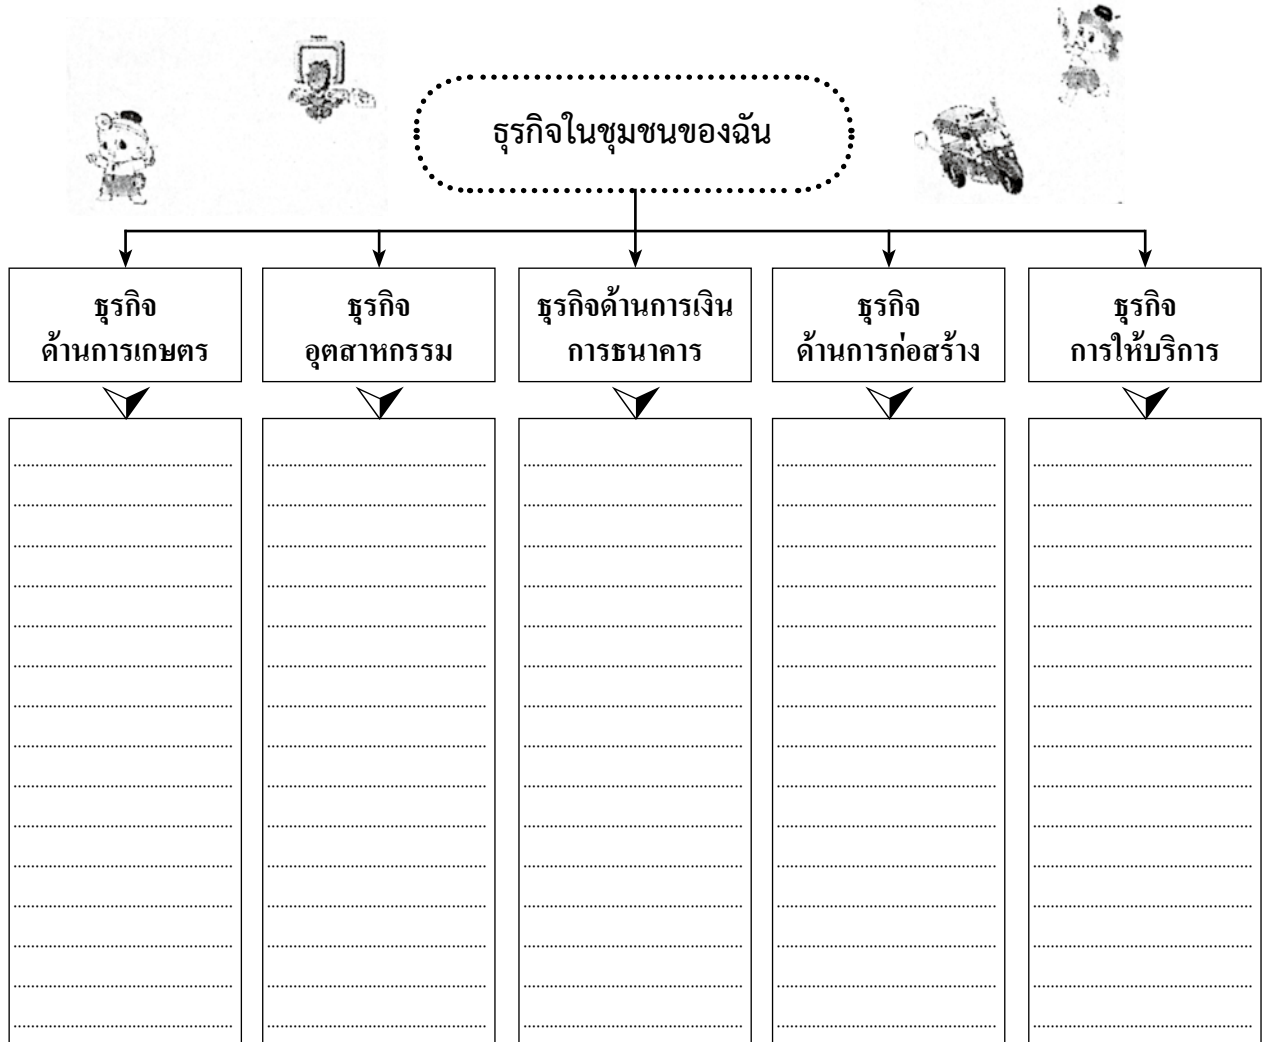 ธุรกิจในชุมชนของฉัน
ธุรกิจ
ด้านการเกษตร
ธุรกิจ
อุตสาหกรรม
ธุรกิจด้านการเงิน
การธนาคาร
ธุรกิจ
ด้านการก่อสร้าง
ธุรกิจ
การให้บริการ